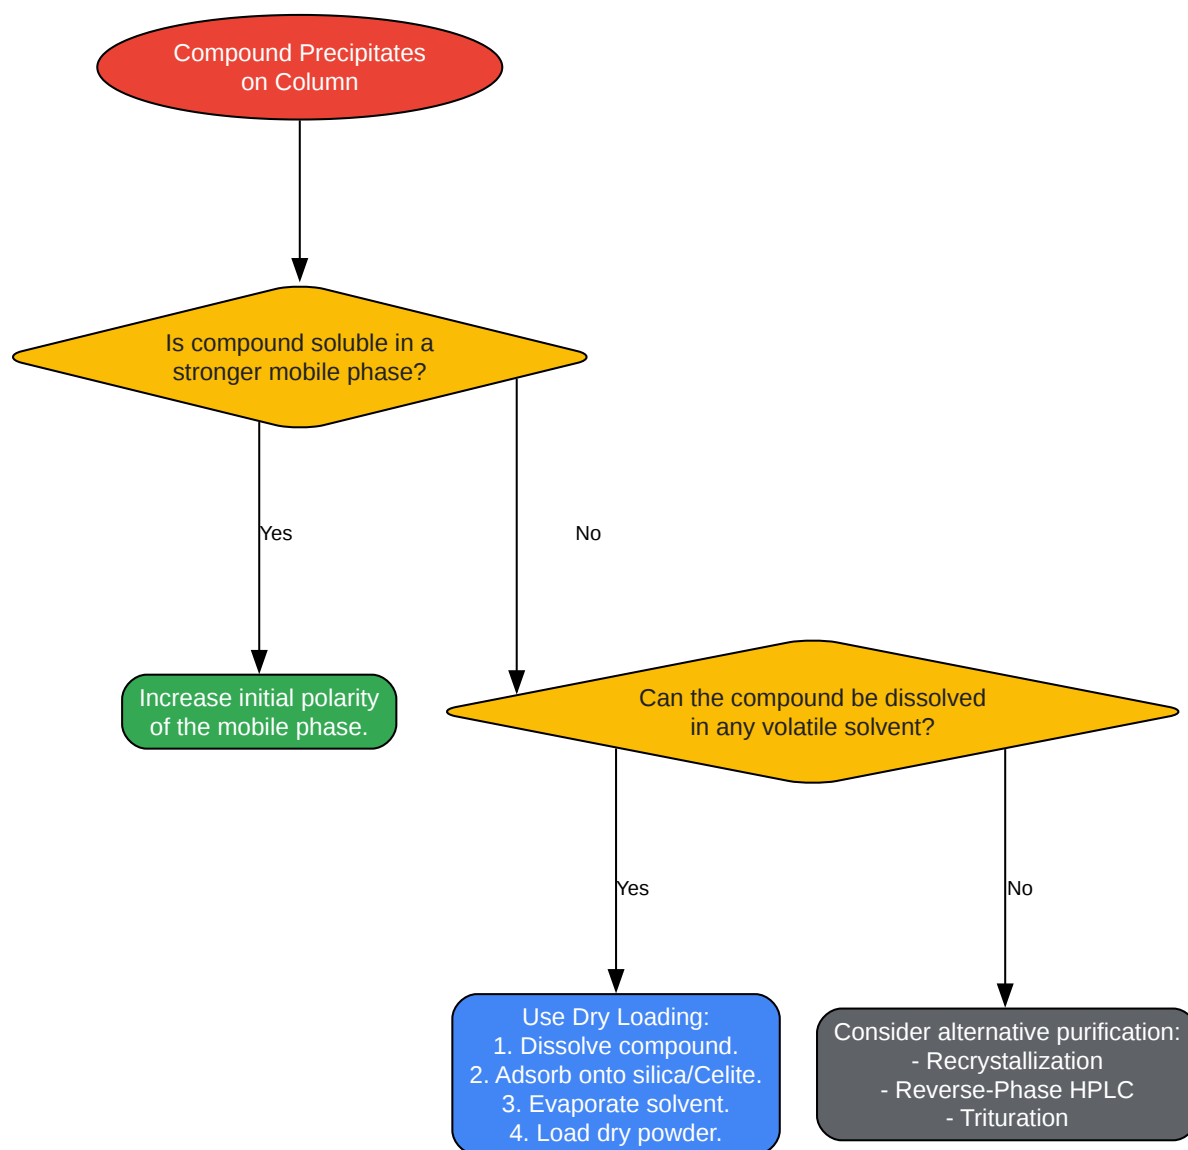 Compound Precipitates
on Column
Is compound soluble in a
stronger mobile phase?
Yes
No
Increase initial polarity
of the mobile phase.
Can the compound be dissolved
in any volatile solvent?
Yes
No
Use Dry Loading:
1. Dissolve compound.
2. Adsorb onto silica/Celite.
3. Evaporate solvent.
4. Load dry powder.
Consider alternative purification:
- Recrystallization
- Reverse-Phase HPLC
- Trituration